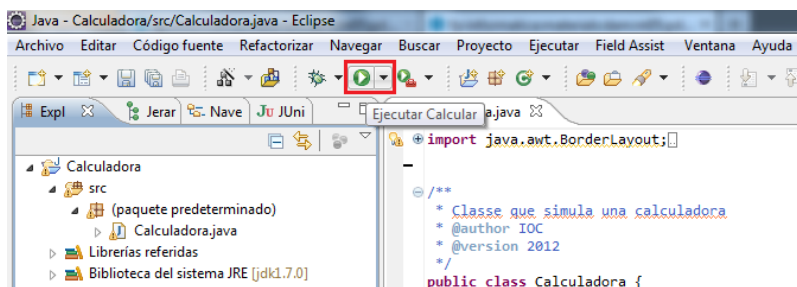 Java - Calculadora/src/Calculadora.java - Eclipse
Archivo Editar Código fuente Refactorizar Navegar Buscar Proyecto Ejecutar Field Assist Ventana Ayuda
Expl Jerar Nave Ju JUni a.java
Ejecutar Calcular
import java.awt.BorderLayout;
Calculadora
src
(paquete predeterminado)
Calculadora.java
Librerías referidas
Biblioteca del sistema JRE [jdk1.7.0]
/**
* Classe que simula una calculadora
* @author IOC
* @version 2012
*/
public class Calculadora {